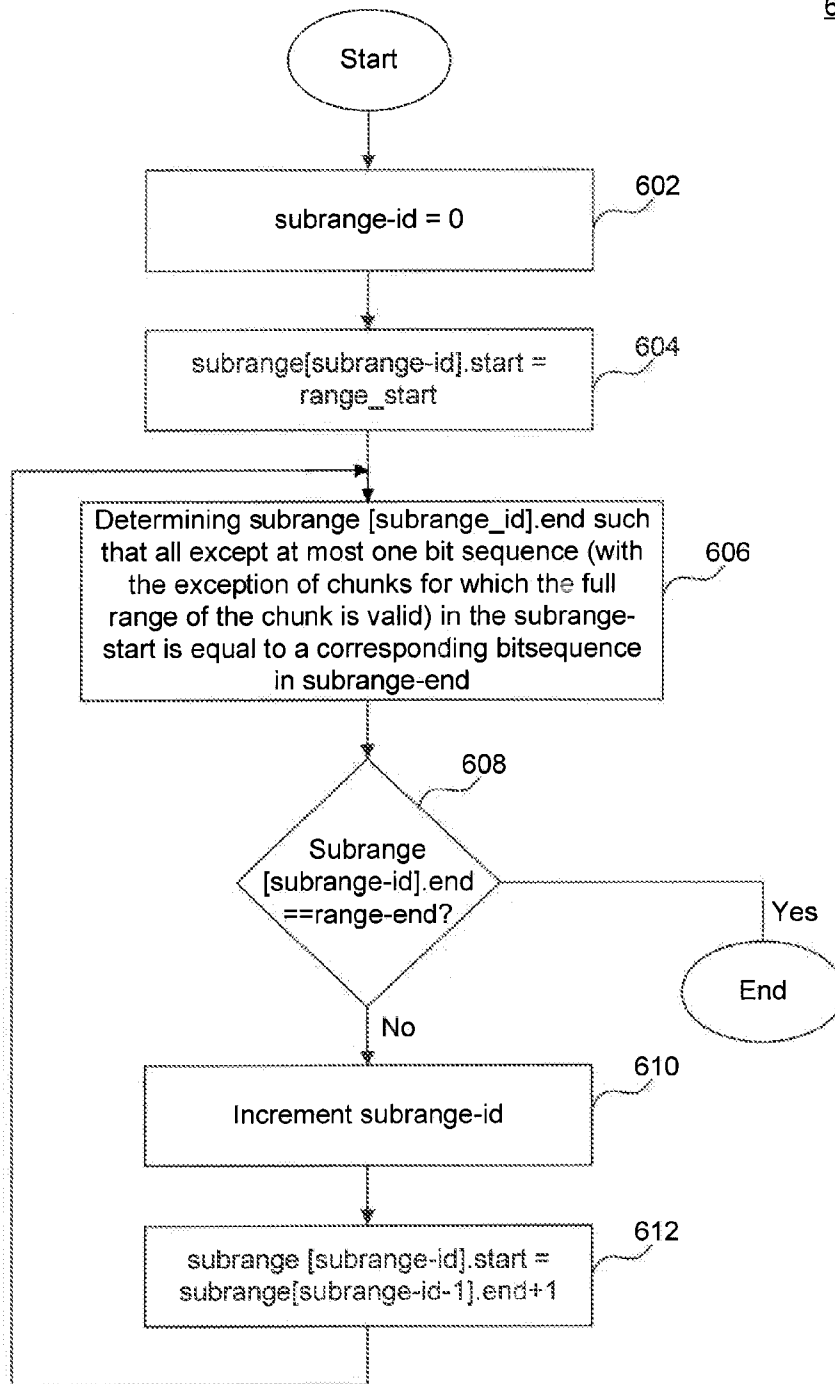 6
Start
602
subrange-id = 0
604
subrange[subrange-id].start =
range_start
Determining subrange [subrange_id].end such
that all except at most one bit sequence (with
the exception of chunks for which the full
range of the chunk is valid) in the subrange-
start is equal to a corresponding bitsequence
in subrange-end
606
608
Subrange
[subrange-id].end
==range-end?
Yes
End
No
610
Increment subrange-id
612
subrange [subrange-id].start =
subrange[subrange-id-1].end+1